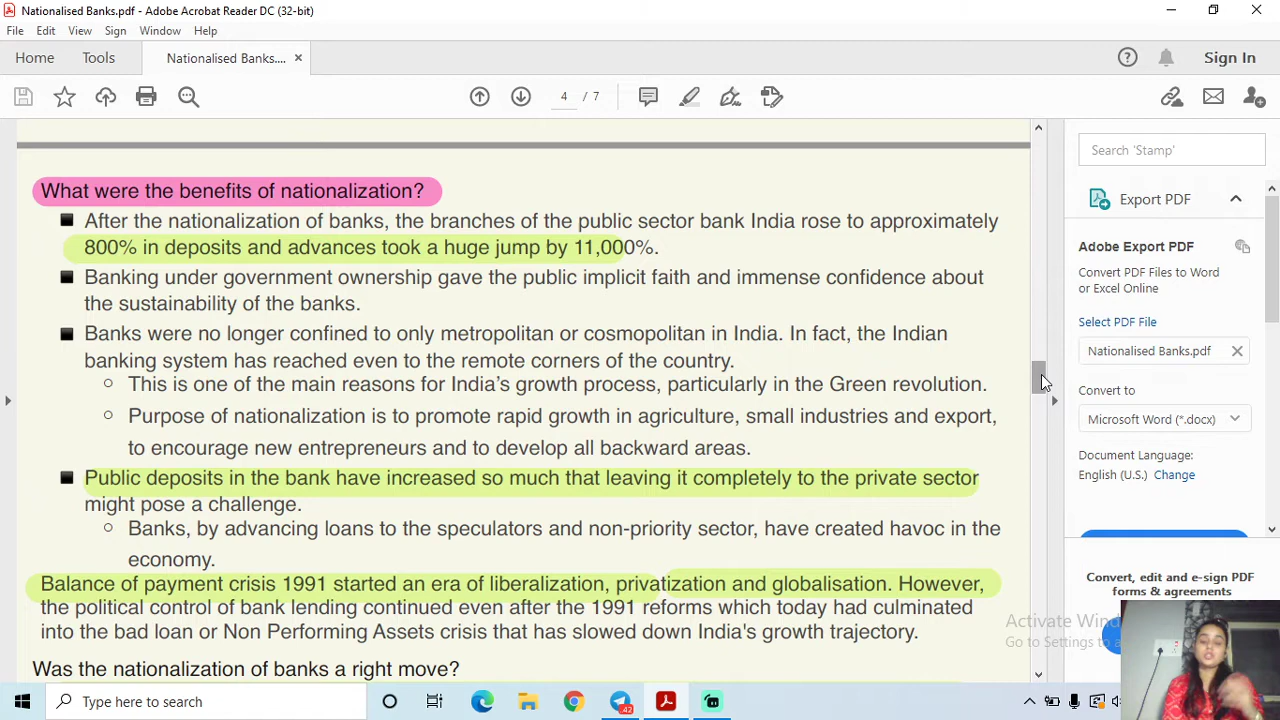 Nationalised Banks.pdf - Adobe Acrobat Reader DC (32-bit)
File Edit View Sign Window Help
Home Tools Nationalised Banks.... ×
Sign In
4 / 7
Search 'Stamp'
What were the benefits of nationalization?
After the nationalization of banks, the branches of the public sector bank India rose to approximately
800% in deposits and advances took a huge jump by 11,000%.
Banking under government ownership gave the public implicit faith and immense confidence about
the sustainability of the banks.
Banks were no longer confined to only metropolitan or cosmopolitan in India. In fact, the Indian
banking system has reached even to the remote corners of the country.
This is one of the main reasons for India's growth process, particularly in the Green revolution.
Purpose of nationalization is to promote rapid growth in agriculture, small industries and export,
to encourage new entrepreneurs and to develop all backward areas.
Public deposits in the bank have increased so much that leaving it completely to the private sector
might pose a challenge.
Banks, by advancing loans to the speculators and non-priority sector, have created havoc in the
economy.
Balance of payment crisis 1991 started an era of liberalization, privatization and globalisation. However,
the political control of bank lending continued even after the 1991 reforms which today had culminated
into the bad loan or Non Performing Assets crisis that has slowed down India's growth trajectory.
Was the nationalization of banks a right move?
Export PDF
Adobe Export PDF
Convert PDF Files to Word
or Excel Online
Select PDF File
Nationalised Banks.pdf
Convert to
Microsoft Word (*.docx)
Document Language:
English (U.S.) Change
Convert, edit and e-sign PDF
forms & agreements
Activate Wind
Go to Settings to a
Type here to search
42